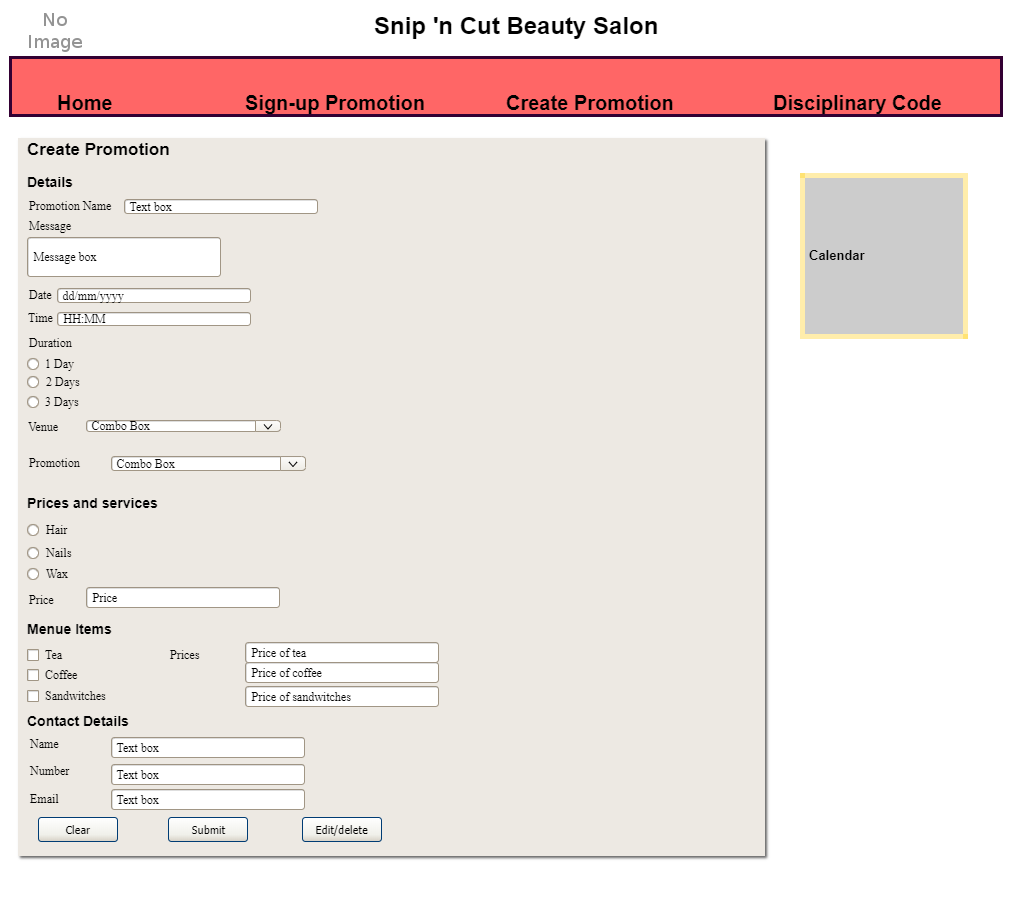 No
Image
Snip 'n Cut Beauty Salon
Home Sign-up Promotion Create Promotion Disciplinary Code
Create Promotion
Details
Promotion Name Text box
Message
Message box
Date dd/mm/yyyy
Time HH:MM
Duration
1 Day
2 Days
3 Days
Venue Combo Box
Promotion Combo Box
Prices and services
Hair
Nails
Wax
Price Price
Menue Items
Tea Prices Price of tea
Coffee Price of coffee
Sandwitches Price of sandwitches
Contact Details
Name Text box
Number Text box
Email Text box
Clear Submit Edit/delete
Calendar